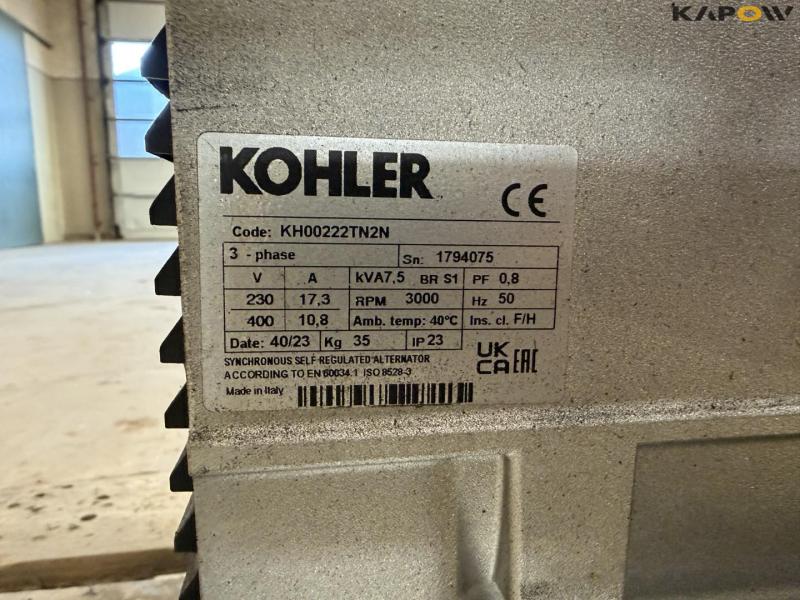 KAPOW
KOHLER
CE
Code: KH00222TN2N
3 - phase Sn: 1794075
V A kVA7,5 BR S1 PF 0,8
230 17,3 RPM 3000 Hz 50
400 10,8 Amb. temp: 40°C Ins. cl. F/H
Date: 40/23 Kg 35 IP 23
SYNCHRONOUS SELF-REGULATED ALTERNATOR
ACCORDING TO EN 60034.1 ISO 8528-3
Made in Italy
UK
CA EAC